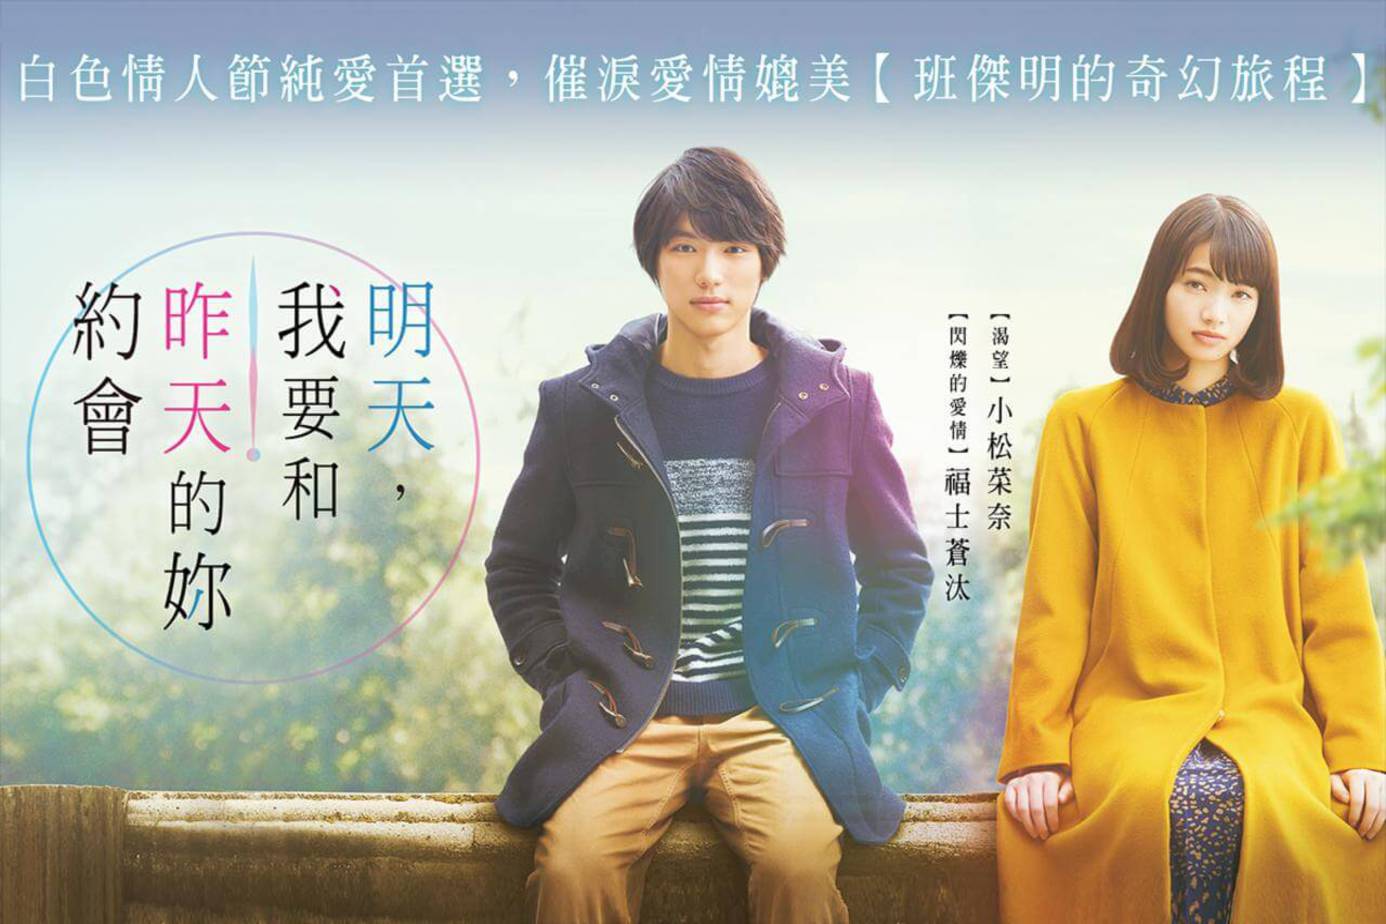 白色情人節純愛首選，催淚愛情媲美【班傑明的奇幻旅程】
明天，
我要和
昨天的妳
約會
【渴望】小松菜奈
【閃爍的愛情】福士蒼汰